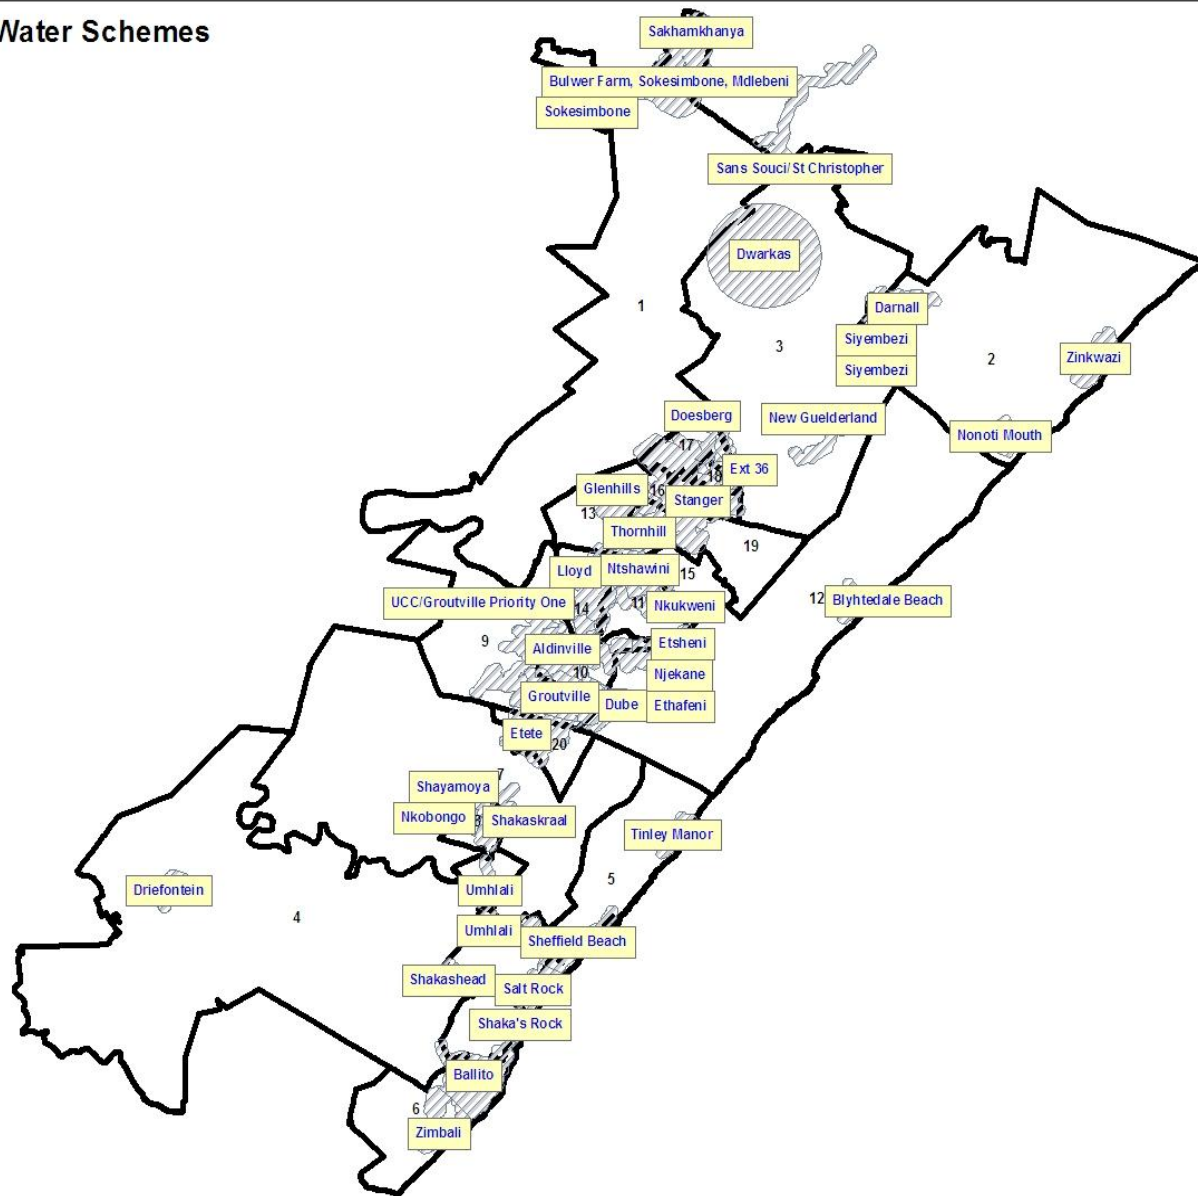 Water Schemes
Sakhamkhanya
Bulwer Farm, Sokesimbone, Mdlebeni
Sokesimbone
Sans Souci/St Christopher
Dwarkas
1
Darnall
3
Siyembezi
2
Zinkwazi
Siyembezi
Doesberg
New Guelderland
Nonoti Mouth
17
Ext 36
18
Glenhills
16
Stanger
13
Thornhill
19
Lloyd
Ntshawini
15
UCC/Groutville Priority One
14
11
Nkukweni
12
Blyhtedale Beach
9
Aldinville
Etsheni
10
Njekane
Groutville
Dube
Ethafeni
Etete
20
7
Shayamoya
Nkobongo
Shakaskraal
Tinley Manor
5
Driefontein
Umhlali
4
Umhlali
Sheffield Beach
Shakashead
Salt Rock
Shaka's Rock
Ballito
6
Zimbali